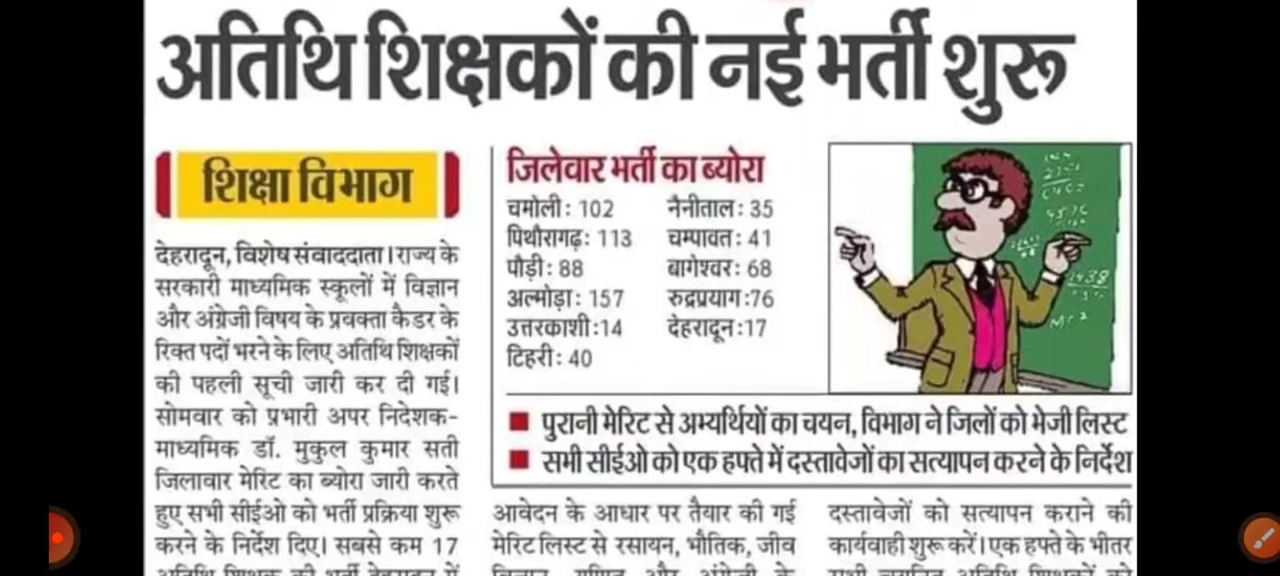 अतिथि शिक्षकों की नई भर्ती शुरू
शिक्षा विभाग
देहरादून, विशेष संवाददाता। राज्य के
सरकारी माध्यमिक स्कूलों में विज्ञान
और अंग्रेजी विषय के प्रवक्ता कैडर के
रिक्त पदों भरने के लिए अतिथि शिक्षकों
की पहली सूची जारी कर दी गई।
सोमवार को प्रभारी अपर निदेशक-
माध्यमिक डॉ. मुकुल कुमार सती
जिलावार मेरिट का ब्योरा जारी करते
हुए सभी सीईओ को भर्ती प्रक्रिया शुरू
करने के निर्देश दिए। सबसे कम 17
जिलेवार भर्ती का ब्योरा
चमोली: 102 नैनीताल: 35
पिथौरागढ़: 113 चम्पावत: 41
पौड़ी: 88 बागेश्वर: 68
अल्मोड़ा: 157 रुद्रप्रयाग:76
उत्तरकाशी:14 देहरादून:17
टिहरी: 40
पुरानी मेरिट से अभ्यर्थियों का चयन, विभाग ने जिलों को भेजी लिस्ट
सभी सीईओ को एक हफ्ते में दस्तावेजों का सत्यापन करने के निर्देश
आवेदन के आधार पर तैयार की गई
मेरिट लिस्ट से रसायन, भौतिक, जीव
दस्तावेजों को सत्यापन कराने की
कार्यवाही शुरू करें। एक हफ्ते के भीतर